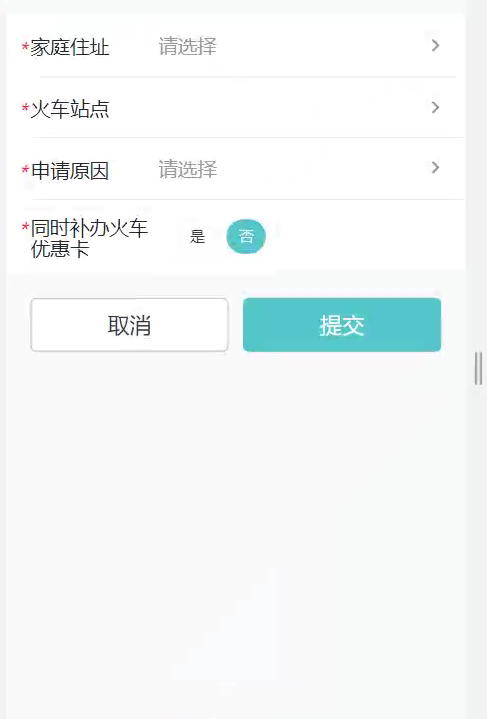 *家庭住址 请选择
*火车站点
*申请原因 请选择
*同时补办火车
优惠卡
是 否
取消 提交